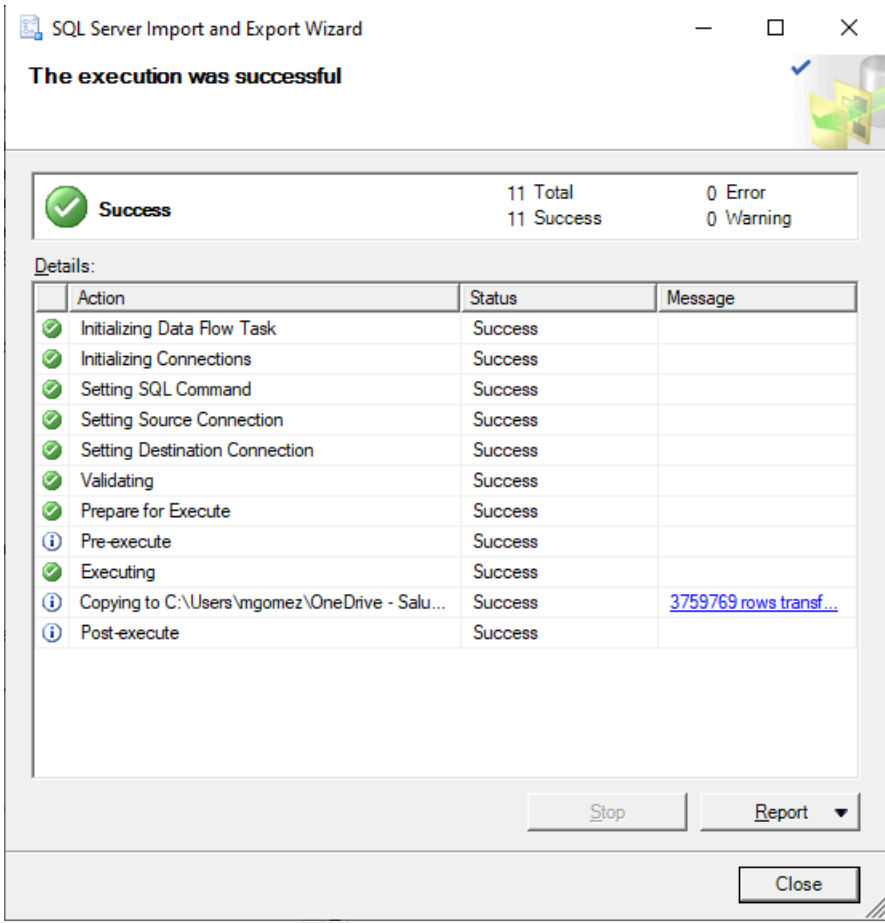 SQL Server Import and Export Wizard
The execution was successful
Success
11 Total
0 Error
11 Success
0 Warning
Details:
Action Status Message
Initializing Data Flow Task Success
Initializing Connections Success
Setting SQL Command Success
Setting Source Connection Success
Setting Destination Connection Success
Validating Success
Prepare for Execute Success
Pre-execute Success
Executing Success
Copying to C:\Users\mgomez\OneDrive - Salu... Success 3759769 rows transf...
Post-execute Success
Stop Report
Close